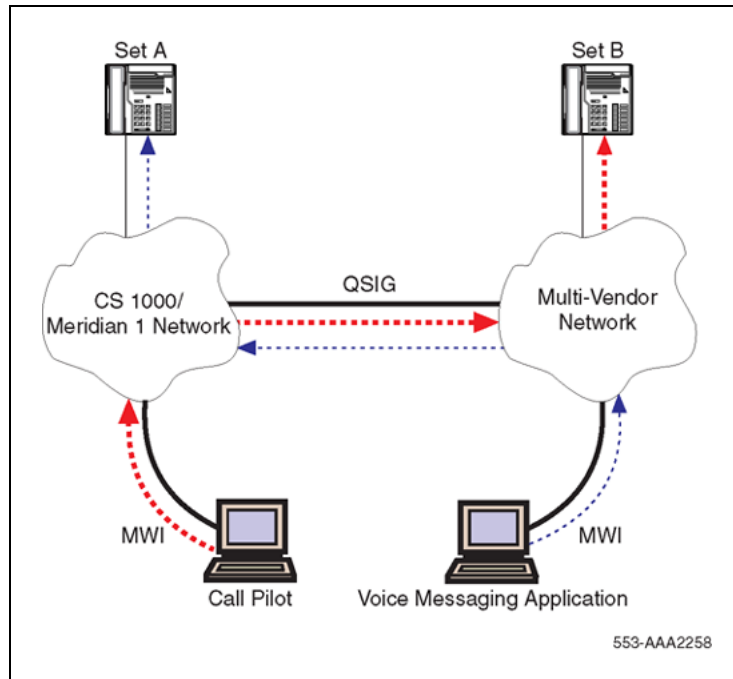 Set A
Set B
QSIG
CS 1000/
Meridian 1 Network
Multi-Vendor
Network
MWI
MWI
Call Pilot
Voice Messaging Application
553-AAA2258